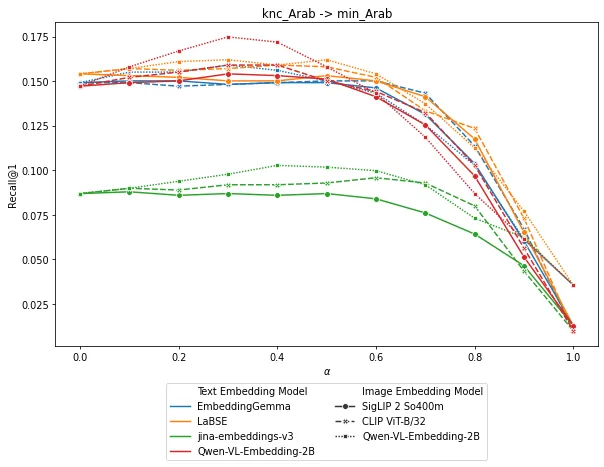 knc_Arab -> min_Arab
0.175
0.150
0.125
0.100
0.075
0.050
0.025
Recall@1
0.0 0.2 0.4 0.6 0.8 1.0
α
Text Embedding Model
EmbeddingGemma
LaBSE
jina-embeddings-v3
Qwen-VL-Embedding-2B
Image Embedding Model
SigLIP 2 So400m
CLIP ViT-B/32
Qwen-VL-Embedding-2B